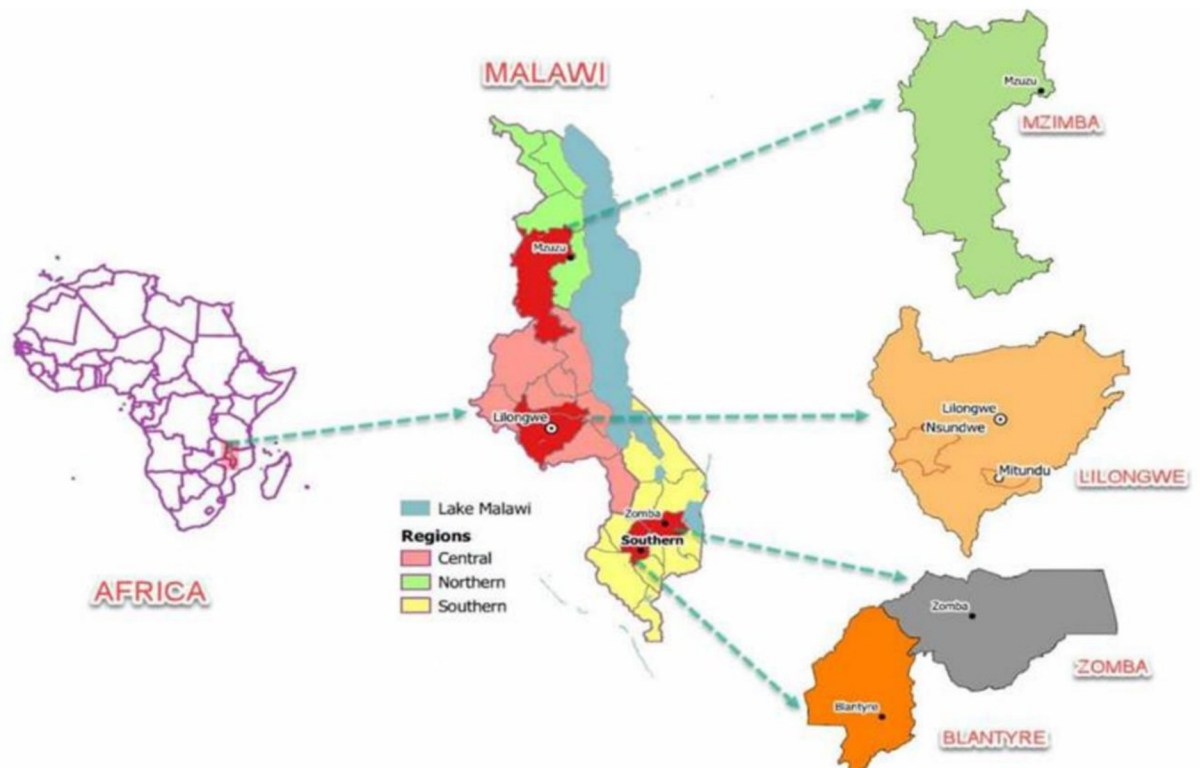 MALAWI
Mzuzu
Lilongwe
Zomba
Southern
Lake Malawi
Regions
Central
Northern
Southern
AFRICA
Mzuzu
MZIMBA
Lilongwe
Nsundwe
Mitundu
LILONGWE
Zomba
ZOMBA
Blantyre
BLANTYRE